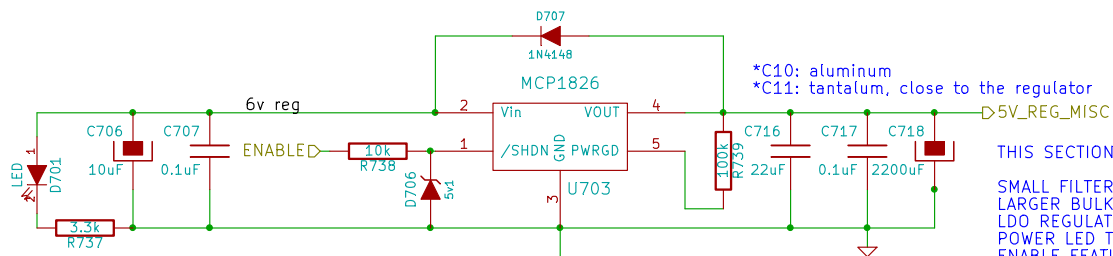 D707
1N4148
*C10: aluminum
*C11: tantalum, close to the regulator
MCP1826
6v reg
2
Vin
VOUT
4
5V_REG_MISC
C706
C707
10uF
0.1uF
1
LED
D701
2
ENABLE
10k
R738
1
/SHDN
GND
PWRGD
5
D706
5v1
3
U703
100k
R739
C716
22uF
C717
0.1uF
C718
2200uF
3.3k
R737
THIS SECTION
SMALL FILTER
LARGER BULK
LDO REGULAT
POWER LED T
ENABLE FEATU